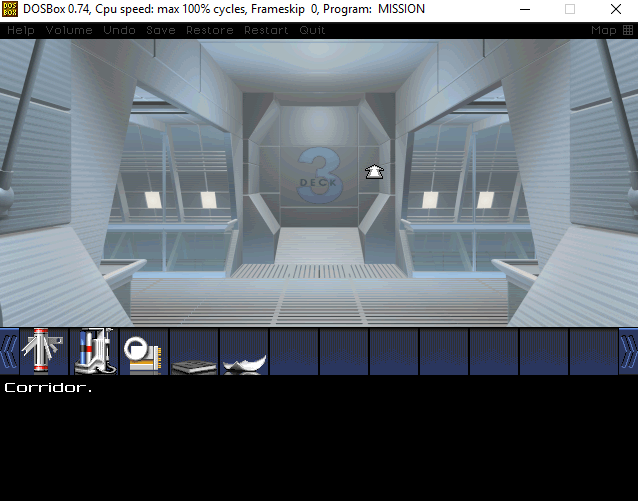 DOSBox 0.74, Cpu speed: max 100% cycles, Frameskip 0, Program: MISSION
Help Volume Undo Save Restore Restart Quit Map
3
DECK
Corridor.